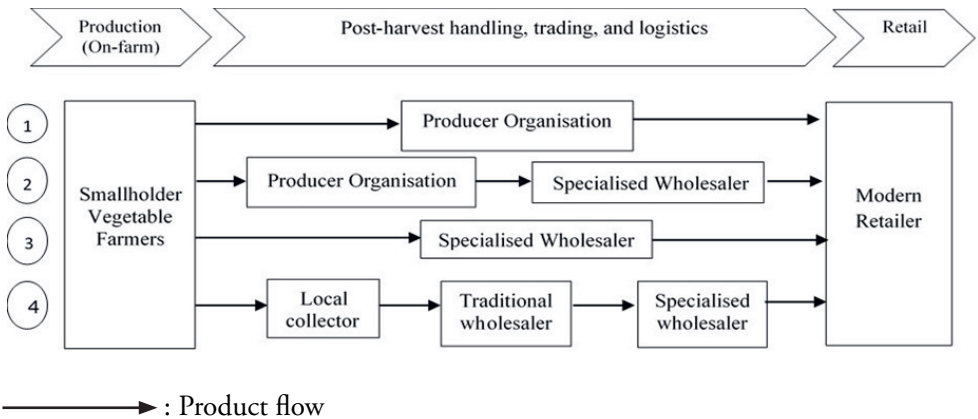 Production
(On-farm)
Post-harvest handling, trading, and logistics
Retail
1
Producer Organisation
2
Producer Organisation
Specialised Wholesaler
Smallholder
Vegetable
Farmers
Modern
Retailer
3
Specialised Wholesaler
4
Local
collector
Traditional
wholesaler
Specialised
wholesaler
: Product flow